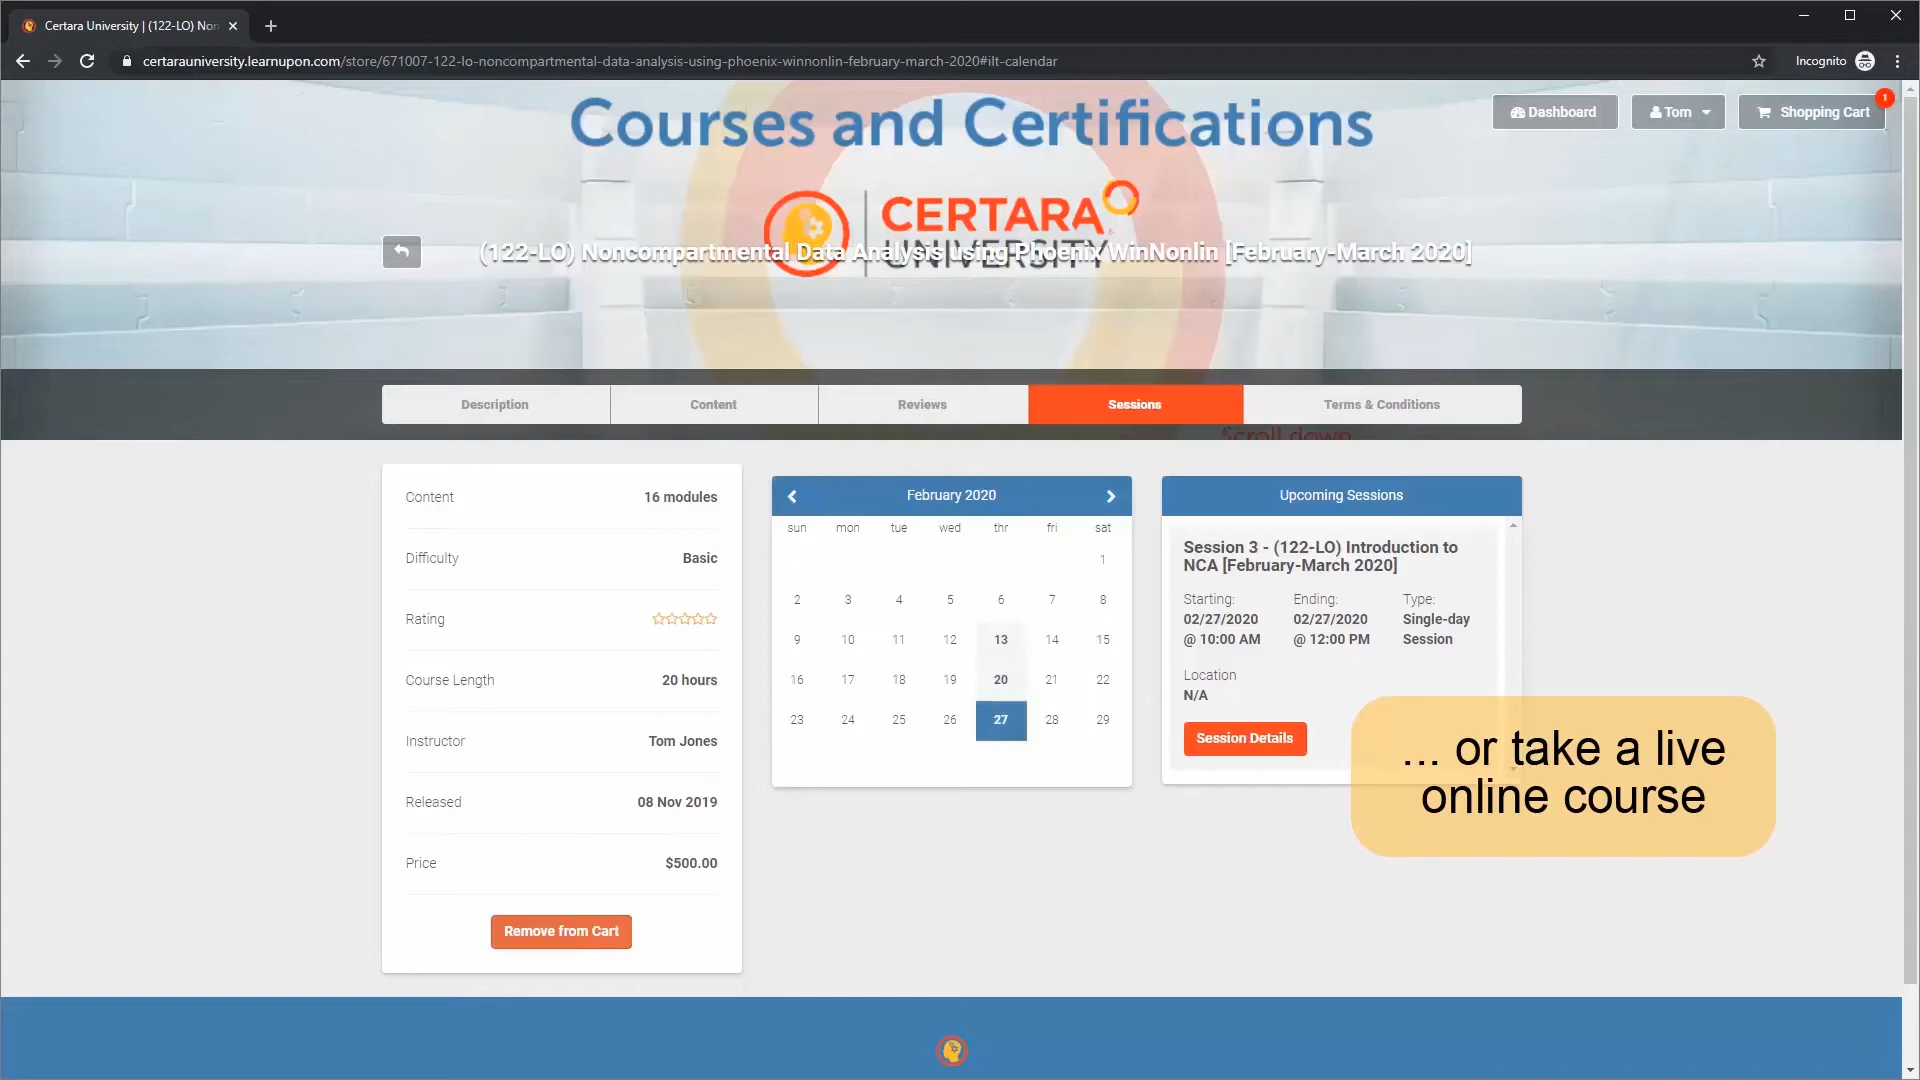 Certara University | (122-LO) Non
certarauniversity.learnupon.com/store/671007-122-lo-noncompartmental-data-analysis-using-phoenix-winnonlin-february-march-2020#ilt-calendar
Incognito
Courses and Certifications
Dashboard
Tom
Shopping Cart
1
CERTARA
UNIVERSITY
(122-LO) Noncompartmental Data Analysis using Phoenix WinNonlin [February-March 2020]
Description
Content
Reviews
Sessions
Terms & Conditions
Scroll down
Content 16 modules
Difficulty Basic
Rating
Course Length 20 hours
Instructor Tom Jones
Released 08 Nov 2019
Price $500.00
Remove from Cart
February 2020
sun mon tue wed thr fri sat
1
2 3 4 5 6 7 8
9 10 11 12 13 14 15
16 17 18 19 20 21 22
23 24 25 26 27 28 29
Upcoming Sessions
Session 3 - (122-LO) Introduction to
NCA [February-March 2020]
Starting: Ending: Type:
02/27/2020 02/27/2020 Single-day
@ 10:00 AM @ 12:00 PM Session
Location
N/A
Session Details
... or take a live
online course